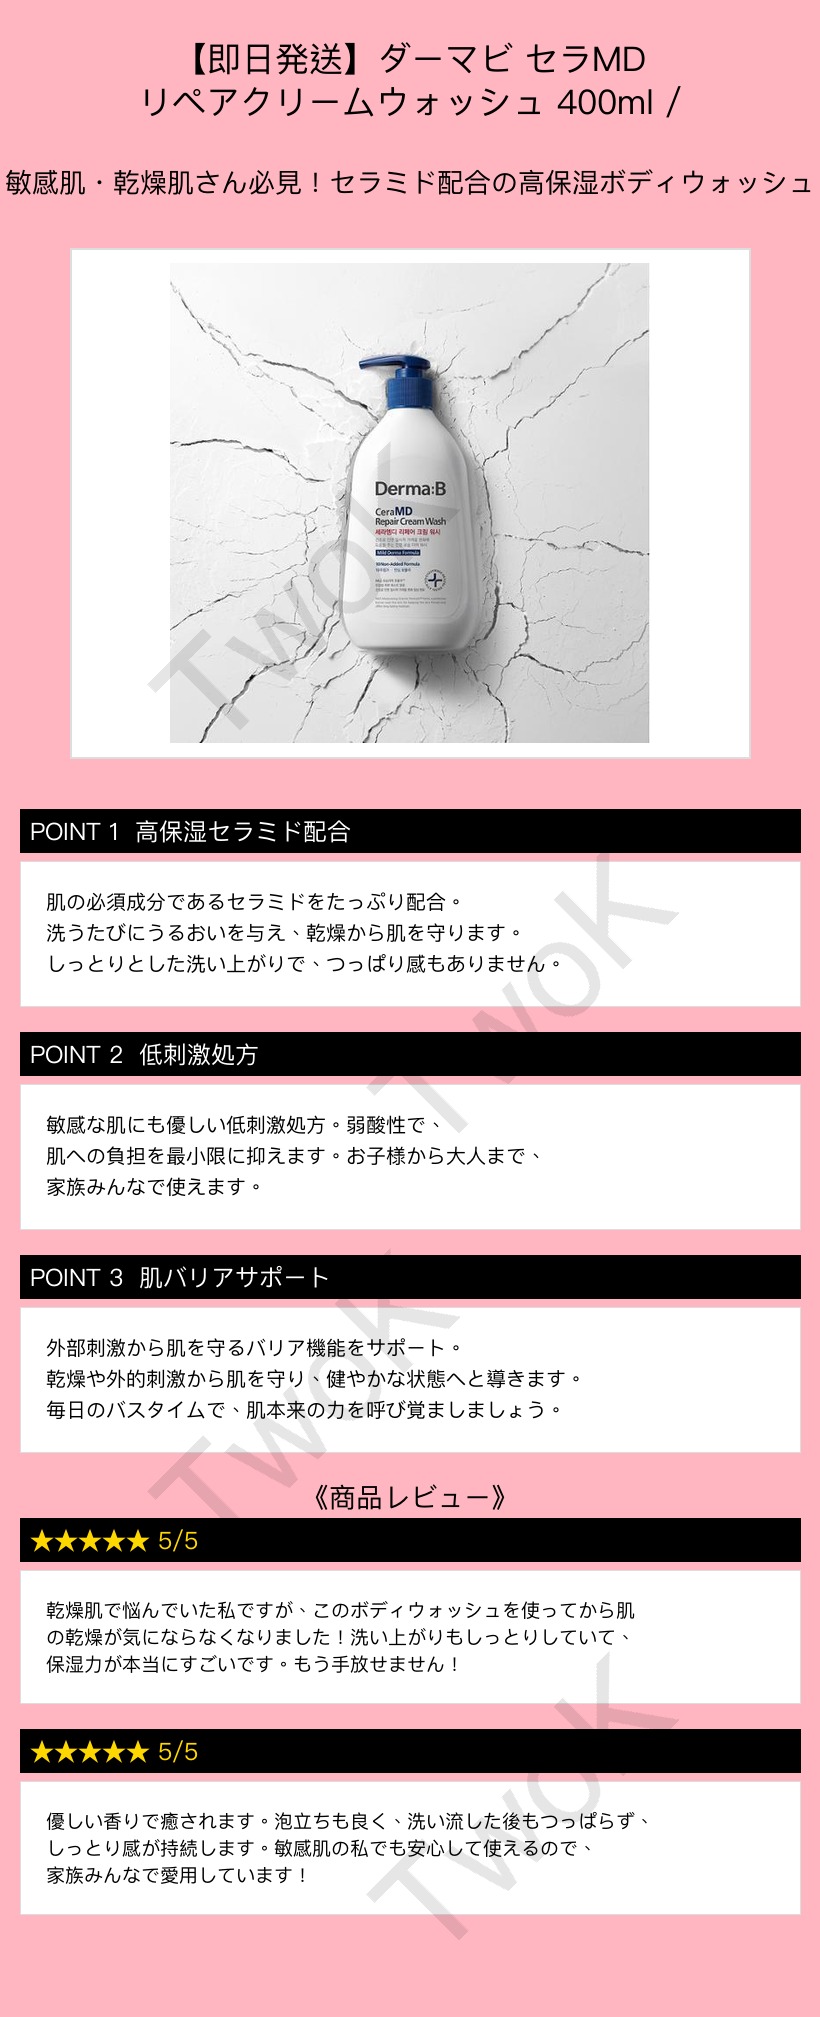 【即日発送】ダーマビ セラMD
リペアクリームウォッシュ 400ml /
敏感肌・乾燥肌さん必見！セラミド配合の高保湿ボディウォッシュ
Derma:B
CeraMD
Repair Cream Wash
세라엠디 리페어 크림 워시
Mild Derma Formula
10 Non-Added Formula
TwoK
POINT 1 高保湿セラミド配合
肌の必須成分であるセラミドをたっぷり配合。
洗うたびにうるおいを与え、乾燥から肌を守ります。
しっとりとした洗い上がりで、つっぱり感もありません。
TwoK
POINT 2 低刺激処方
敏感な肌にも優しい低刺激処方。弱酸性で、
肌への負担を最小限に抑えます。お子様から大人まで、
家族みんなで使えます。
POINT 3 肌バリアサポート
外部刺激から肌を守るバリア機能をサポート。
乾燥や外的刺激から肌を守り、健やかな状態へと導きます。
毎日のバスタイムで、肌本来の力を呼び覚ましましょう。
TwoK
《商品レビュー》
★★★★★ 5/5
乾燥肌で悩んでいた私ですが、このボディウォッシュを使ってから肌
の乾燥が気にならなくなりました！洗い上がりもしっとりしていて、
保湿力が本当にすごいです。もう手放せません！
★★★★★ 5/5
優しい香りで癒されます。泡立ちも良く、洗い流した後もつっぱらず、
しっとり感が持続します。敏感肌の私でも安心して使えるので、
家族みんなで愛用しています！
TwoK